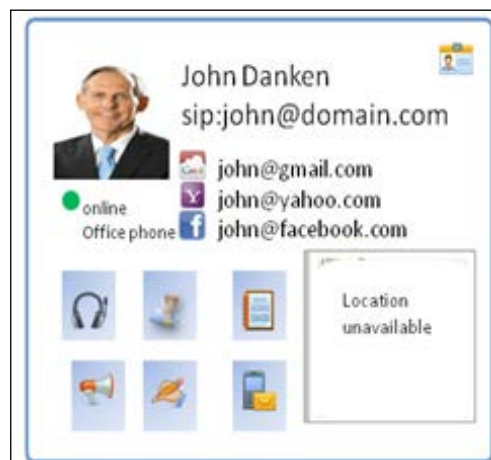 John Danken
sip:john@domain.com
john@gmail.com
john@yahoo.com
john@facebook.com
online
Office phone
Location
unavailable